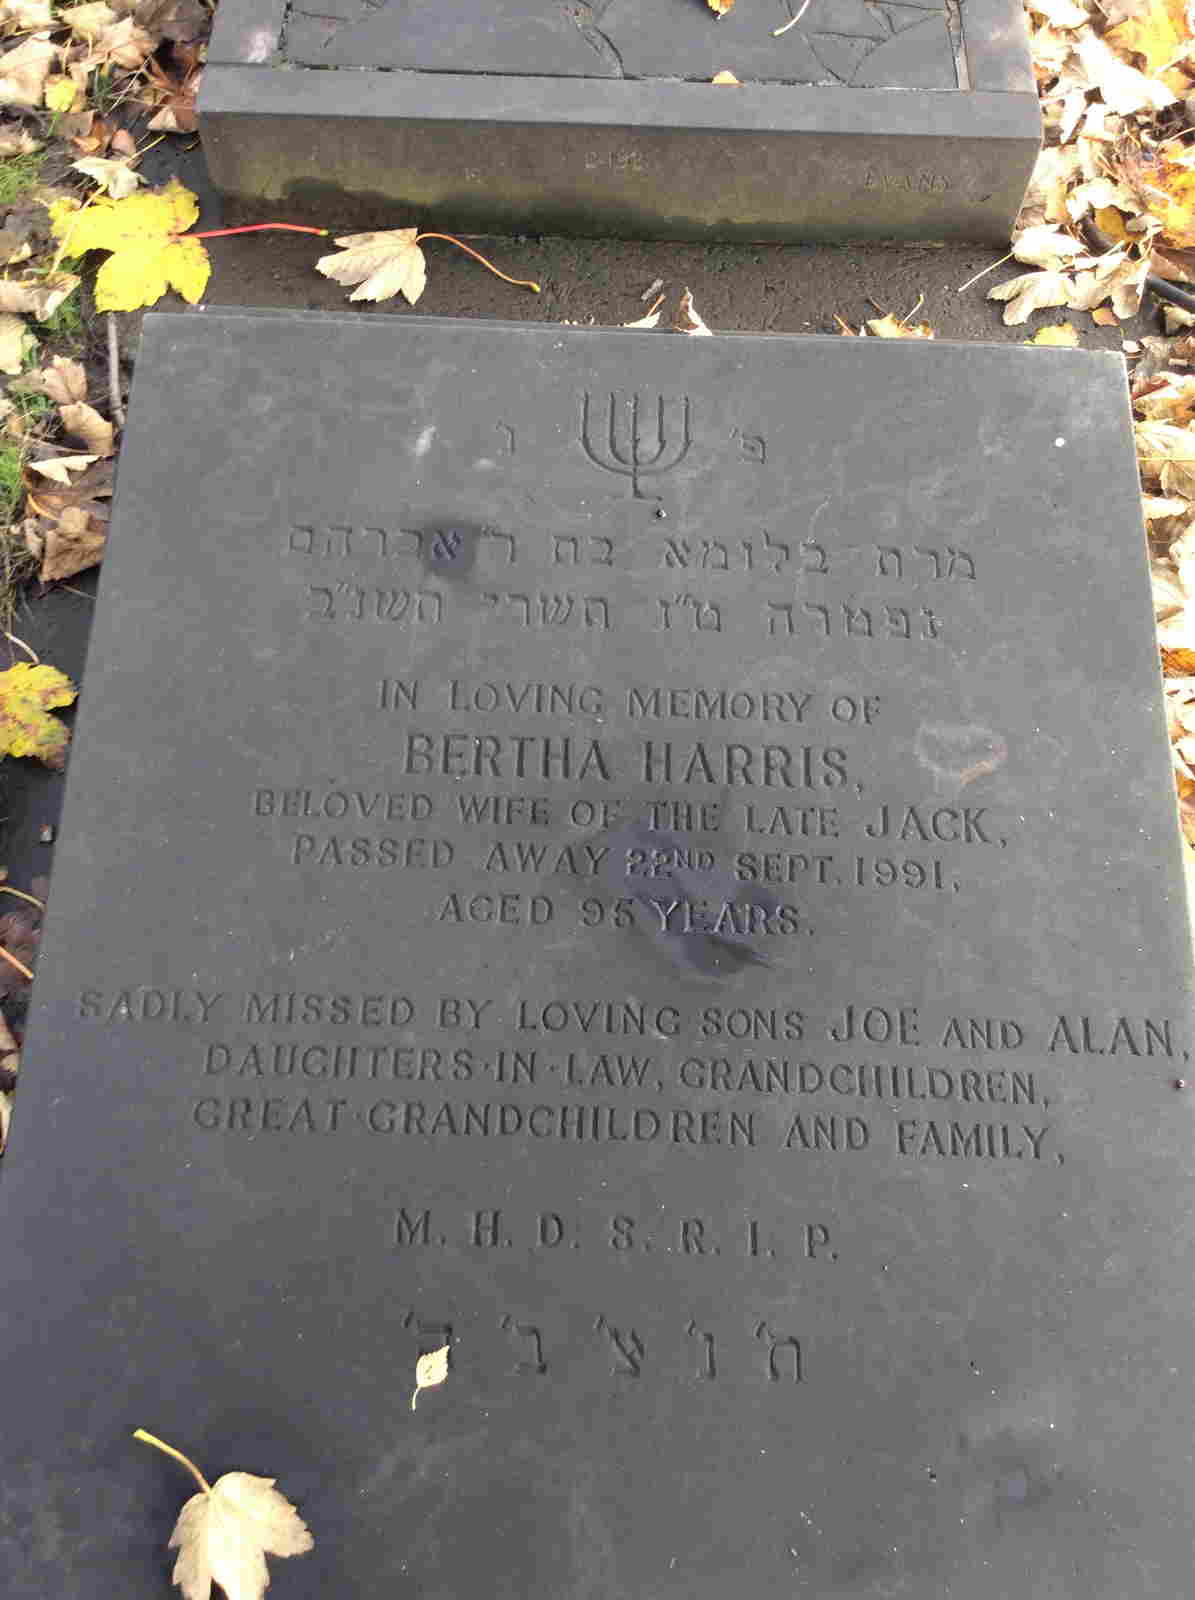 EVANS
פ' נ'
מרת בלומא בת ר' אברהם
נפטרה ט"ו תשרי תשנ"ב
IN LOVING MEMORY OF
BERTHA HARRIS,
BELOVED WIFE OF THE LATE JACK,
PASSED AWAY 22ND SEPT. 1991,
AGED 95 YEARS.
SADLY MISSED BY LOVING SONS JOE AND ALAN,
DAUGHTERS·IN·LAW, GRANDCHILDREN,
GREAT·GRANDCHILDREN AND FAMILY,
M. H. D. S. R. I. P.
ת' נ' צ' ב' ה'